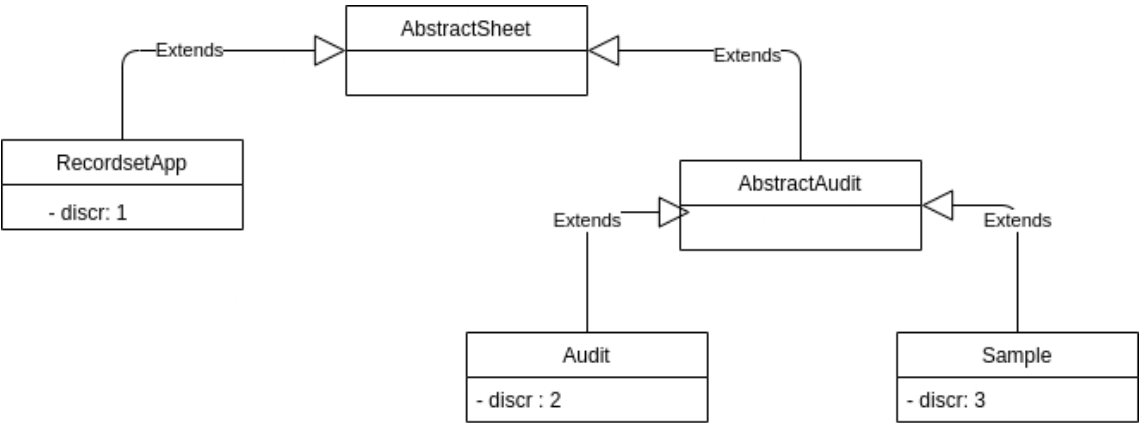 AbstractSheet
Extends
Extends
RecordsetApp
- discr: 1
AbstractAudit
Extends
Extends
Audit
- discr : 2
Sample
- discr: 3